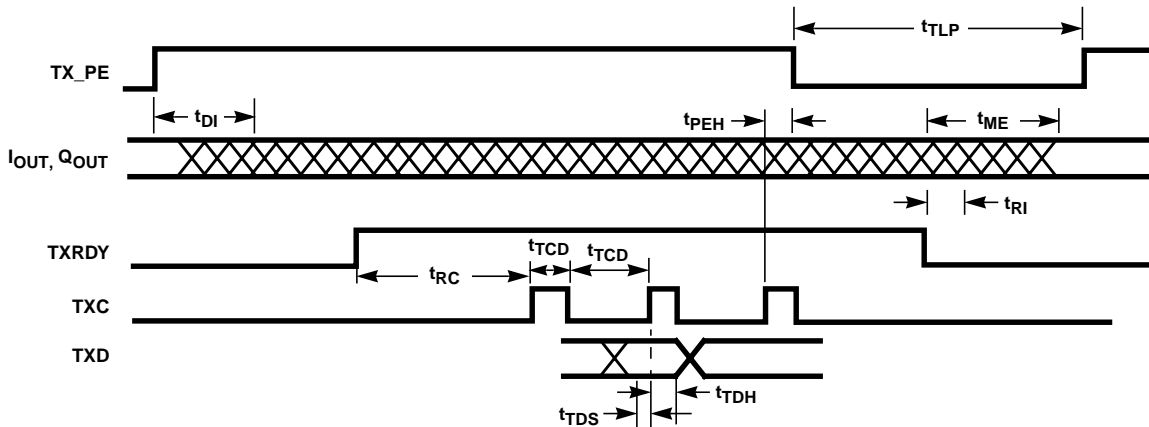 t_TLP
TX_PE
t_DI
t_PEH
t_ME
I_OUT, Q_OUT
t_RI
TXRDY
t_TCD
t_TCD
t_RC
TXC
TXD
t_TDH
t_TDS